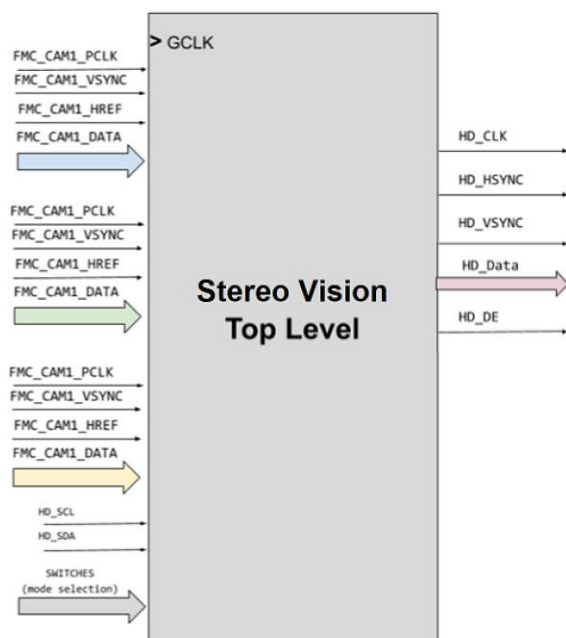 > GCLK
FMC_CAM1_PCLK
FMC_CAM1_VSYNC
FMC_CAM1_HREF
FMC_CAM1_DATA
FMC_CAM1_PCLK
FMC_CAM1_VSYNC
FMC_CAM1_HREF
FMC_CAM1_DATA
FMC_CAM1_PCLK
FMC_CAM1_VSYNC
FMC_CAM1_HREF
FMC_CAM1_DATA
HD_SCL
HD_SDA
SWITCHES
(mode selection)
Stereo Vision
Top Level
HD_CLK
HD_HSYNC
HD_VSYNC
HD_Data
HD_DE